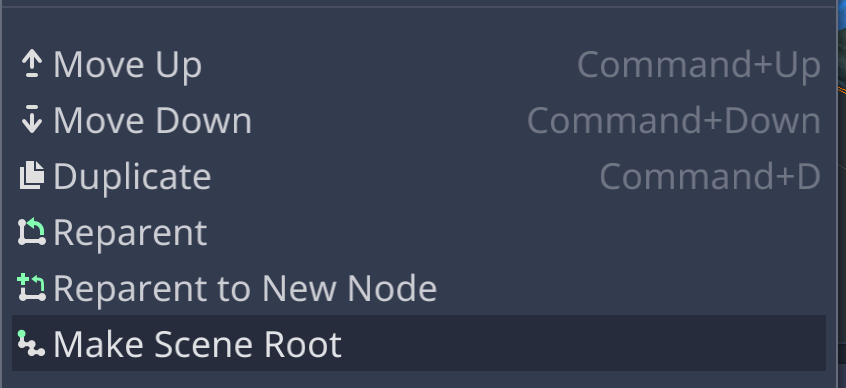 Move Up Command+Up
Move Down Command+Down
Duplicate Command+D
Reparent
Reparent to New Node
Make Scene Root